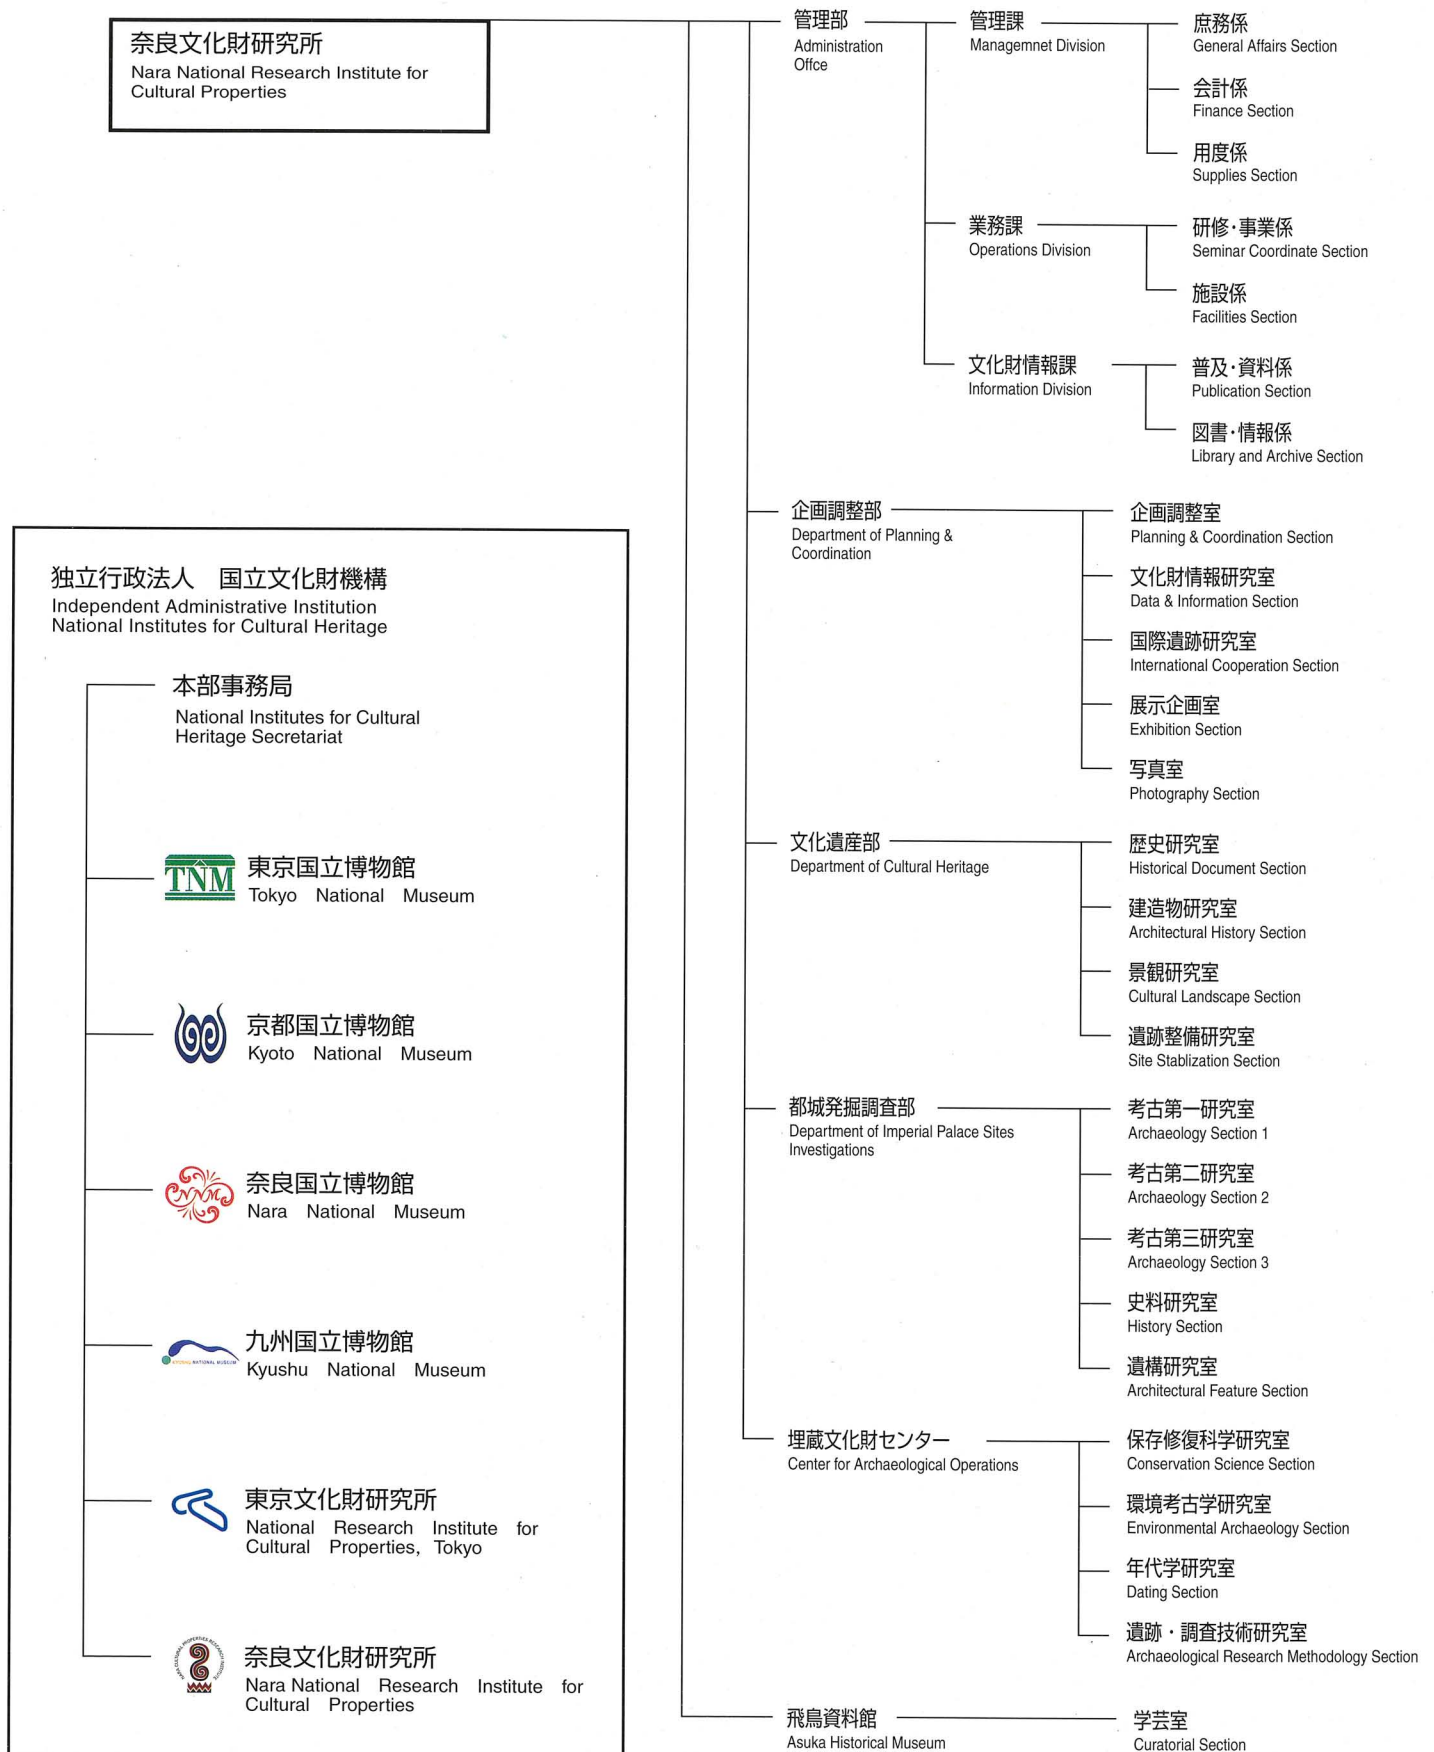 奈良文化財研究所
Nara National Research Institute for
Cultural Properties
管理部
Administration
Offce
管理課
Managemnet Division
庶務係
General Affairs Section
会計係
Finance Section
用度係
Supplies Section
業務課
Operations Division
研修・事業係
Seminar Coordinate Section
施設係
Facilities Section
文化財情報課
Information Division
普及・資料係
Publication Section
図書・情報係
Library and Archive Section
企画調整部
Department of Planning &
Coordination
企画調整室
Planning & Coordination Section
文化財情報研究室
Data & Information Section
国際遺跡研究室
International Cooperation Section
展示企画室
Exhibition Section
写真室
Photography Section
文化遺産部
Department of Cultural Heritage
歴史研究室
Historical Document Section
建造物研究室
Architectural History Section
景観研究室
Cultural Landscape Section
遺跡整備研究室
Site Stablization Section
都城発掘調査部
Department of Imperial Palace Sites
Investigations
考古第一研究室
Archaeology Section 1
考古第二研究室
Archaeology Section 2
考古第三研究室
Archaeology Section 3
史料研究室
History Section
遺構研究室
Architectural Feature Section
埋蔵文化財センター
Center for Archaeological Operations
保存修復科学研究室
Conservation Science Section
環境考古学研究室
Environmental Archaeology Section
年代学研究室
Dating Section
遺跡・調査技術研究室
Archaeological Research Methodology Section
飛鳥資料館
Asuka Historical Museum
学芸室
Curatorial Section
独立行政法人　国立文化財機構
Independent Administrative Institution
National Institutes for Cultural Heritage
本部事務局
National Institutes for Cultural
Heritage Secretariat
TNM
東京国立博物館
Tokyo National Museum
京都国立博物館
Kyoto National Museum
NNM
奈良国立博物館
Nara National Museum
KYUSHU NATIONAL MUSEUM
九州国立博物館
Kyushu National Museum
東京文化財研究所
National Research Institute for
Cultural Properties, Tokyo
NARA CULTURAL PROPERTIES RESEARCH INSTITUTE
奈良文化財研究所
Nara National Research Institute for
Cultural Properties